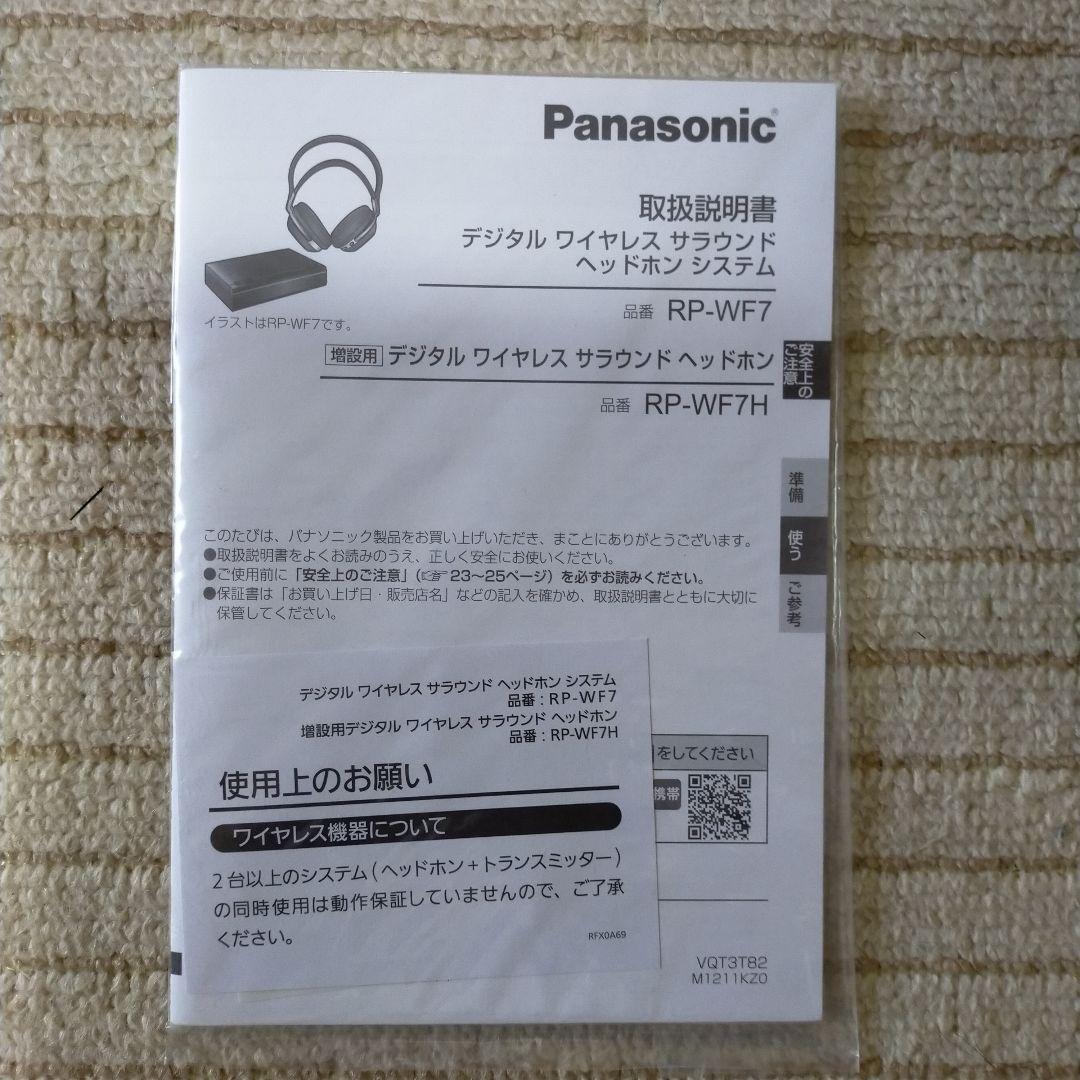 Panasonic
取扱説明書
デジタル ワイヤレス サラウンド
ヘッドホン システム
品番 RP-WF7
イラストはRP-WF7です。
増設用 デジタル ワイヤレス サラウンド ヘッドホン
品番 RP-WF7H
安全上の
ご注意
準備
使う
ご参考
このたびは、パナソニック製品をお買い上げいただき、まことにありがとうございます。
●取扱説明書をよくお読みのうえ、正しく安全にお使いください。
●ご使用前に「安全上のご注意」(☞ 23〜25ページ)を必ずお読みください。
●保証書は「お買い上げ日・販売店名」などの記入を確かめ、取扱説明書とともに大切に
保管してください。
デジタル ワイヤレス サラウンド ヘッドホン システム
品番:RP-WF7
増設用デジタル ワイヤレス サラウンド ヘッドホン
品番:RP-WF7H
使用上のお願い
ワイヤレス機器について
2台以上のシステム(ヘッドホン+トランスミッター)
の同時使用は動作保証していませんので、ご了承
ください。
RFX0A69
をしてください
携帯
VQT3T82
M1211KZ0